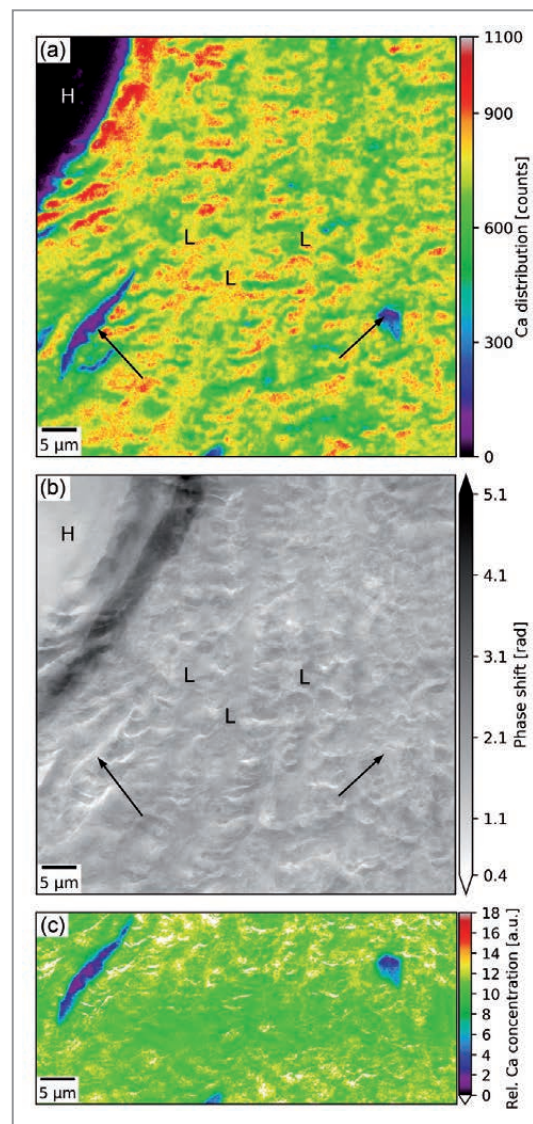 (a)
H
L
L
L
5 µm
1100
900
600
300
0
Ca distribution [counts]
(b)
H
L
L
L
5 µm
5.1
4.1
3.1
2.1
1.1
0.4
Phase shift [rad]
(c)
5 µm
18
16
14
12
10
8
6
4
2
0
Rel. Ca concentration [a.u.]